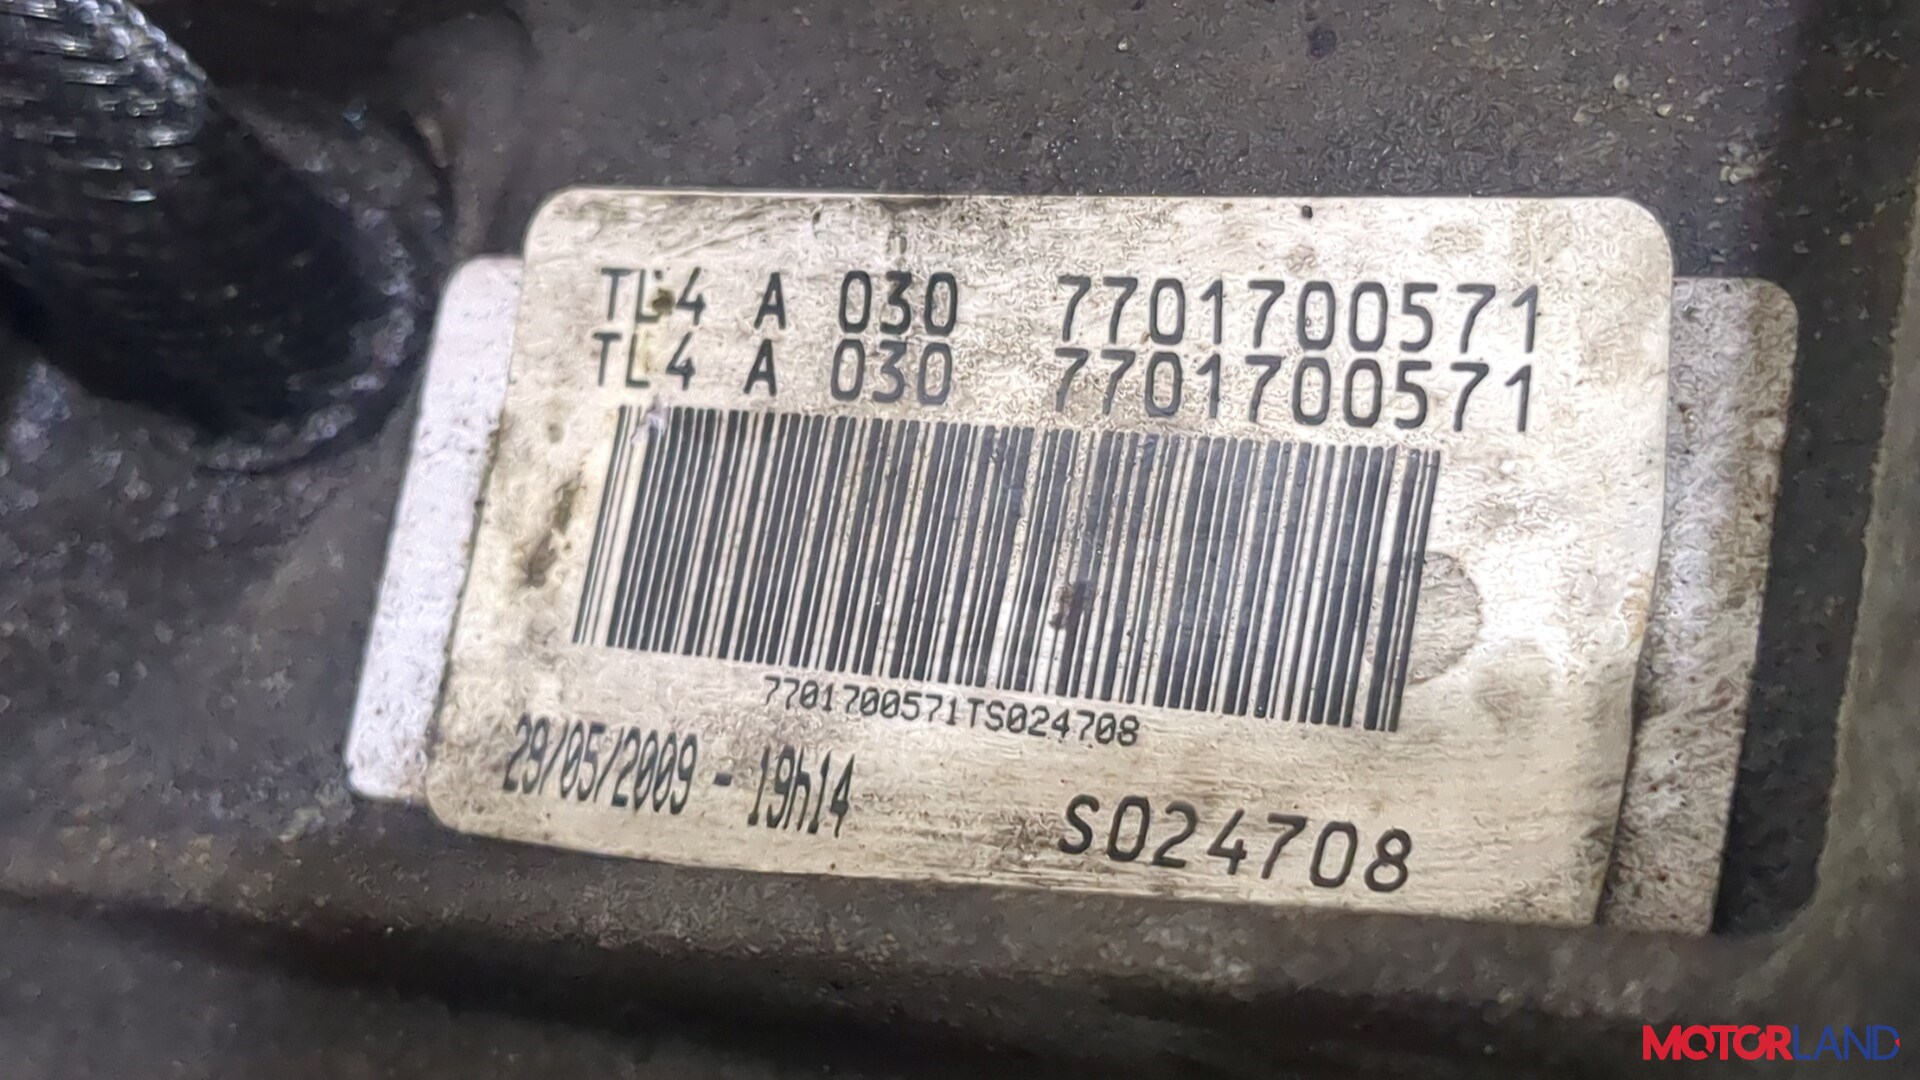 TL4 A 030 7701700571
TL4 A 030 7701700571
7701700571TS024708
29/05/2009 - 19h14
S024708
MOTORLAND